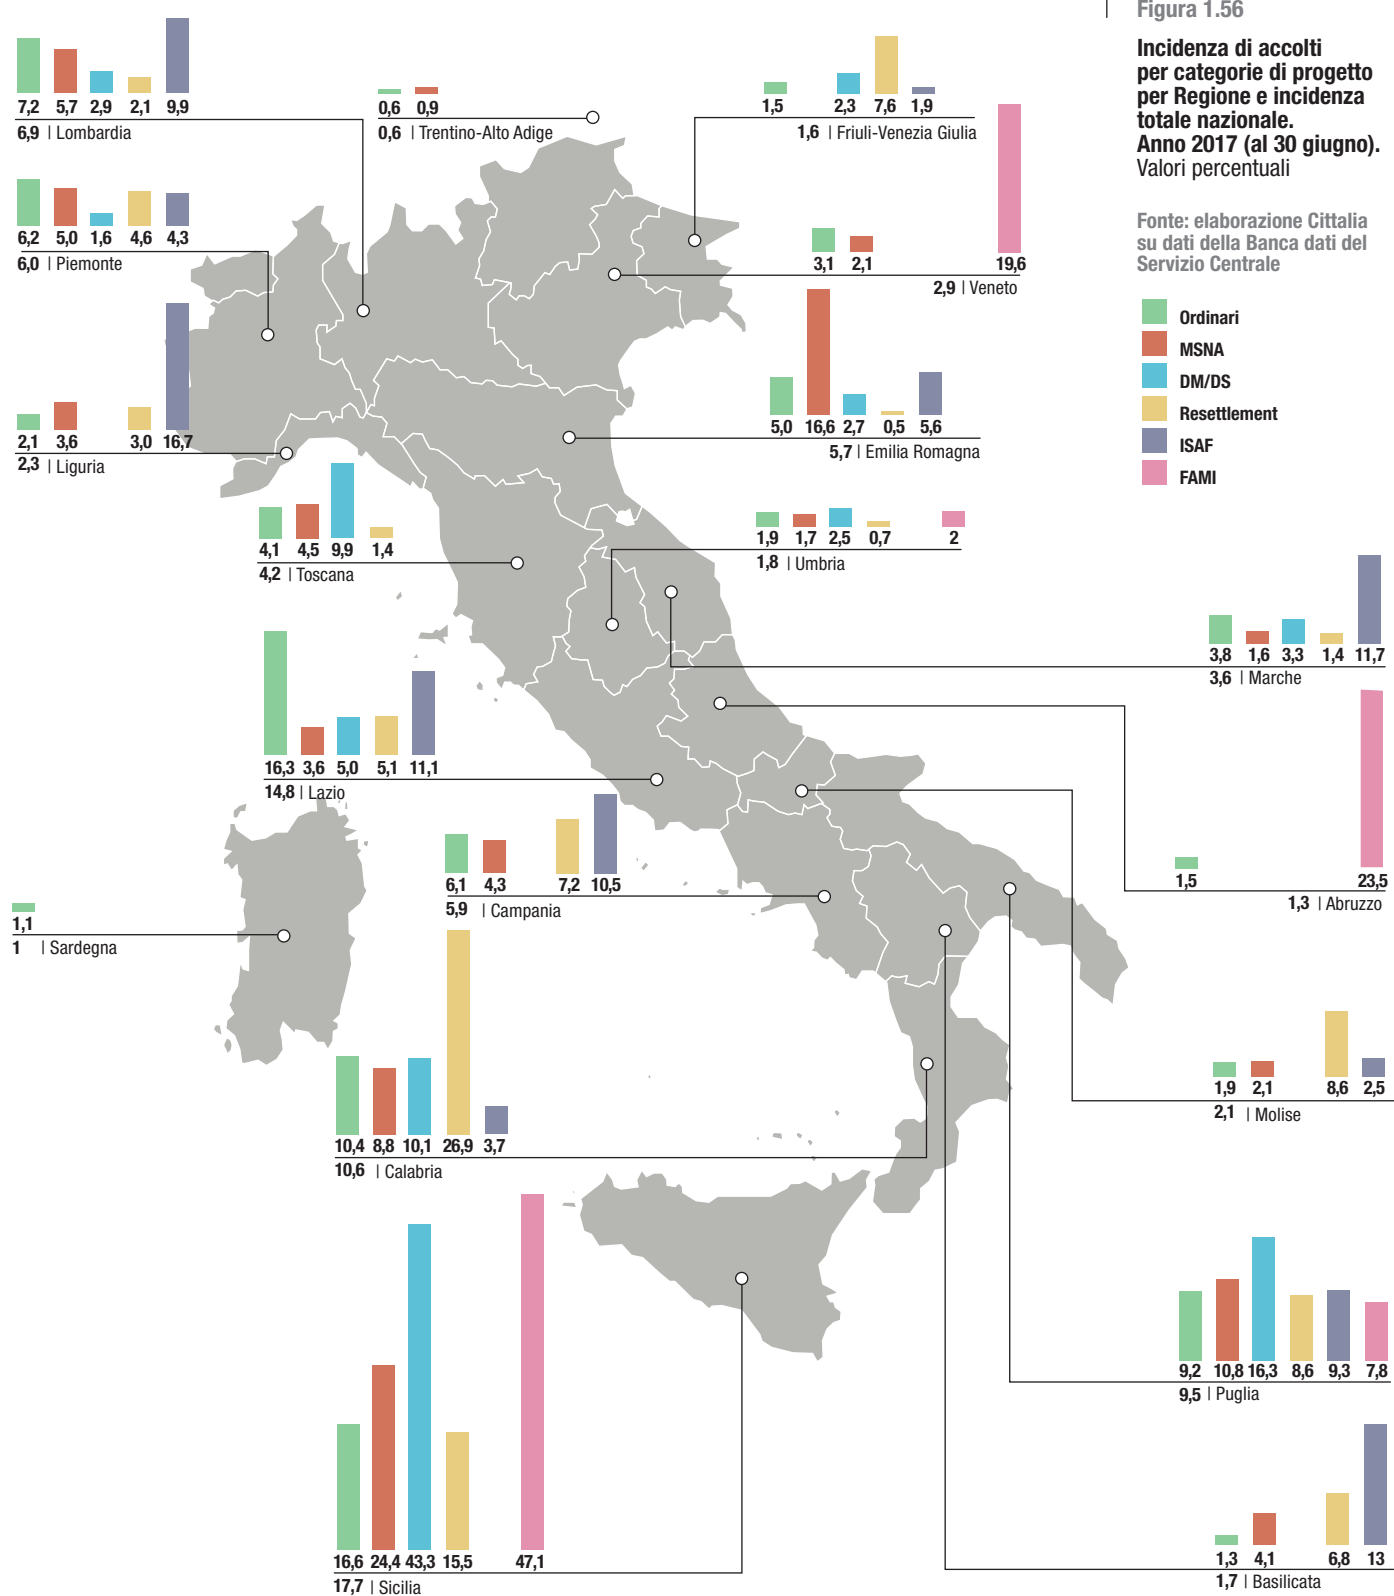 Figura 1.56
Incidenza di accolti
per categorie di progetto
per Regione e incidenza
totale nazionale.
Anno 2017 (al 30 giugno).
Valori percentuali
Fonte: elaborazione Cittalia
su dati della Banca dati del
Servizio Centrale
Ordinari
MSNA
DM/DS
Resettlement
ISAF
FAMI
7,2 5,7 2,9 2,1 9,9
6,9 | Lombardia
0,6 0,9
0,6 | Trentino-Alto Adige
1,5 2,3 7,6 1,9
1,6 | Friuli-Venezia Giulia
6,2 5,0 1,6 4,6 4,3
6,0 | Piemonte
3,1 2,1 19,6
2,9 | Veneto
2,1 3,6 3,0 16,7
2,3 | Liguria
5,0 16,6 2,7 0,5 5,6
5,7 | Emilia Romagna
4,1 4,5 9,9 1,4
4,2 | Toscana
1,9 1,7 2,5 0,7 2
1,8 | Umbria
3,8 1,6 3,3 1,4 11,7
3,6 | Marche
16,3 3,6 5,0 5,1 11,1
14,8 | Lazio
1,5 23,5
1,3 | Abruzzo
6,1 4,3 7,2 10,5
5,9 | Campania
1,1
1 | Sardegna
1,9 2,1 8,6 2,5
2,1 | Molise
10,4 8,8 10,1 26,9 3,7
10,6 | Calabria
9,2 10,8 16,3 8,6 9,3 7,8
9,5 | Puglia
16,6 24,4 43,3 15,5 47,1
17,7 | Sicilia
1,3 4,1 6,8 13
1,7 | Basilicata